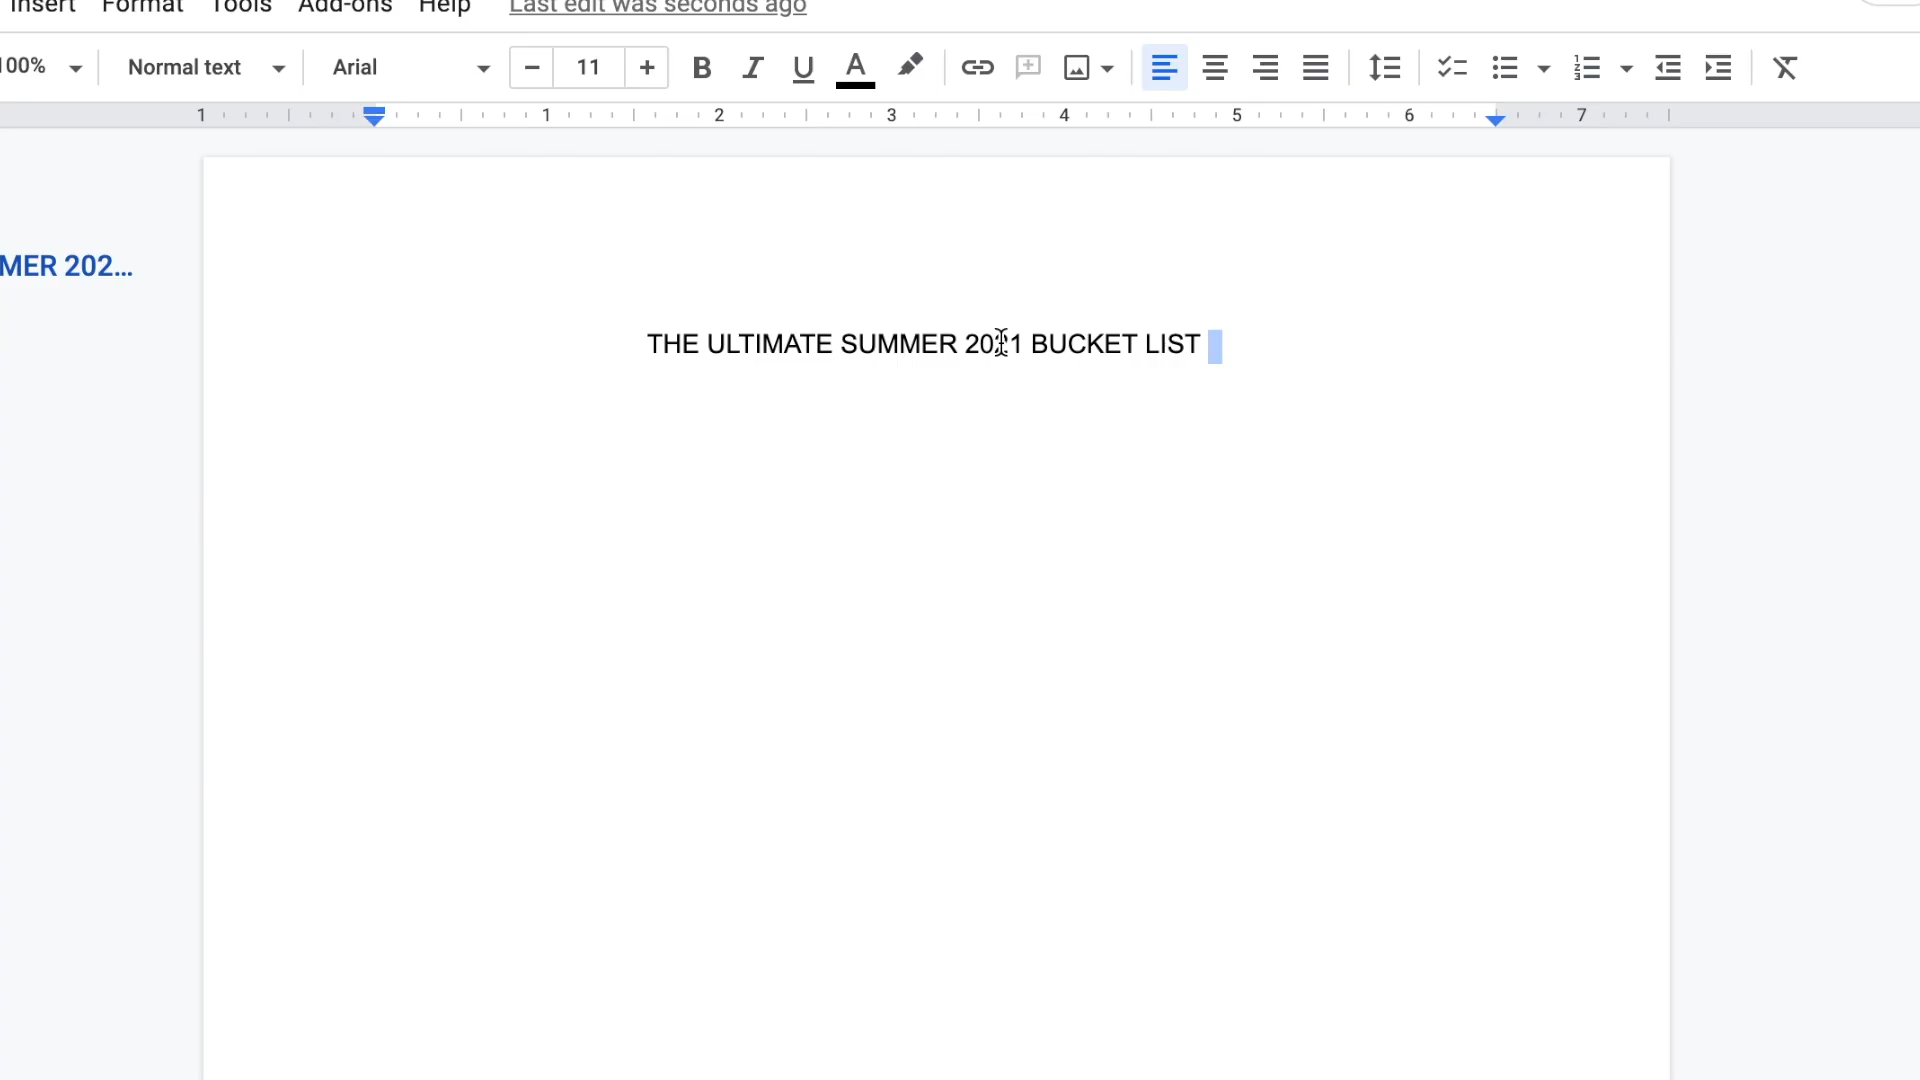 Insert Format Tools Add-ons Help Last edit was seconds ago
100% Normal text Arial 11 B I U A
1 1 2 3 4 5 6 7
MER 202...
THE ULTIMATE SUMMER 2021 BUCKET LIST